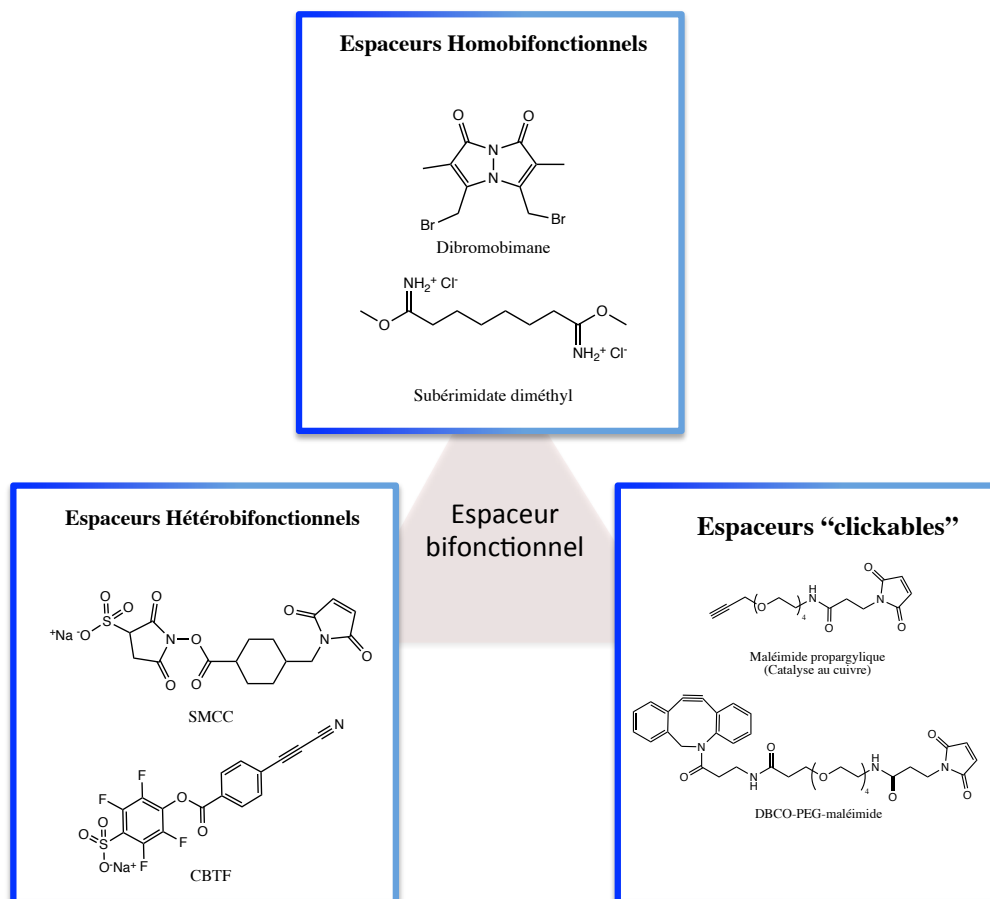 Espaceurs Homobifonctionnels
O O
N
N
Br Br
Dibromobimane
NH₂⁺ Cl⁻
O O
NH₂⁺ Cl⁻
Subérimidate diméthyl
Espaceur
bifonctionnel
Espaceurs Hétérobifonctionnels
O O
S O O
⁺Na ⁻O N O N
O O O
SMCC
N
F
F O
O
O S F
O
O⁻Na⁺ F
CBTF
Espaceurs “clickables”
O
H
N N
( O ) 4
O O
Maléimide propargylique
(Catalyse au cuivre)
N
O O H O
N N
O N ( O ) 4 O
H O
DBCO-PEG-maléimide